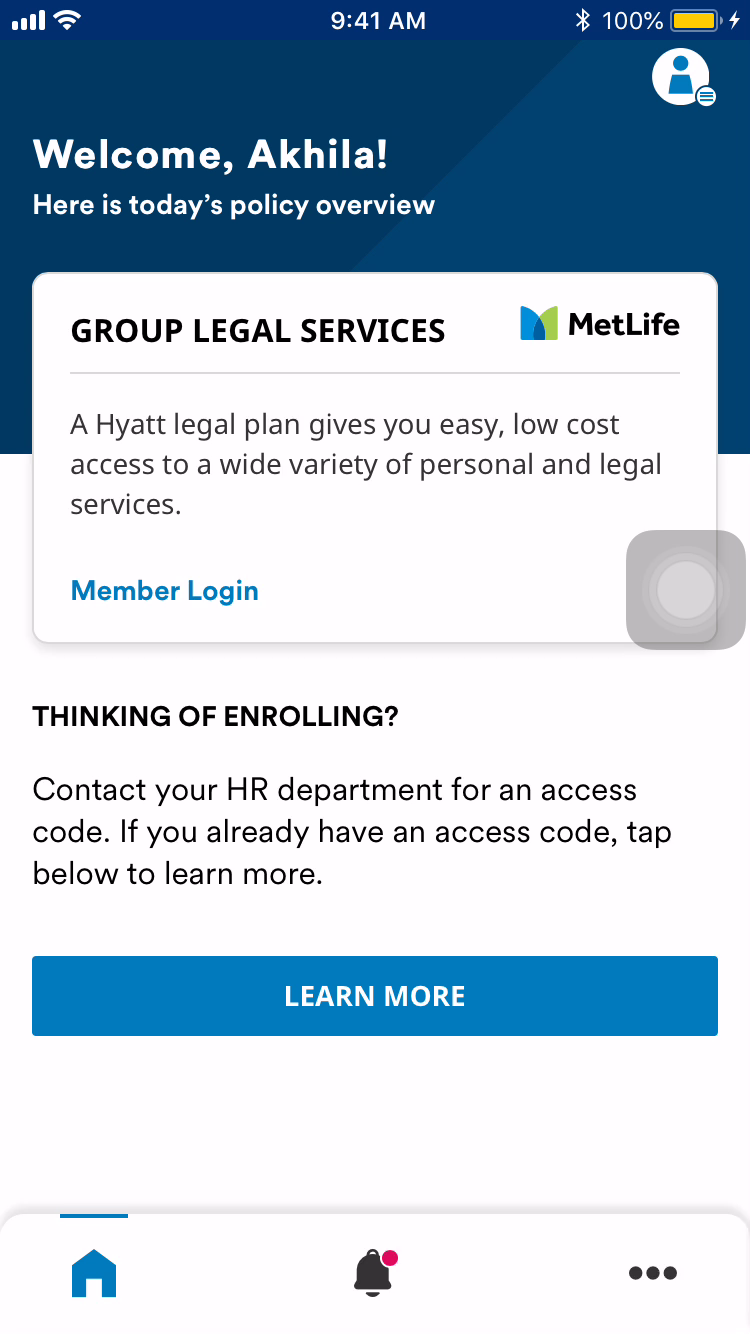 9:41 AM
100%
Welcome, Akhila!
Here is today’s policy overview
GROUP LEGAL SERVICES
MetLife
A Hyatt legal plan gives you easy, low cost
access to a wide variety of personal and legal
services.
Member Login
THINKING OF ENROLLING?
Contact your HR department for an access
code. If you already have an access code, tap
below to learn more.
LEARN MORE